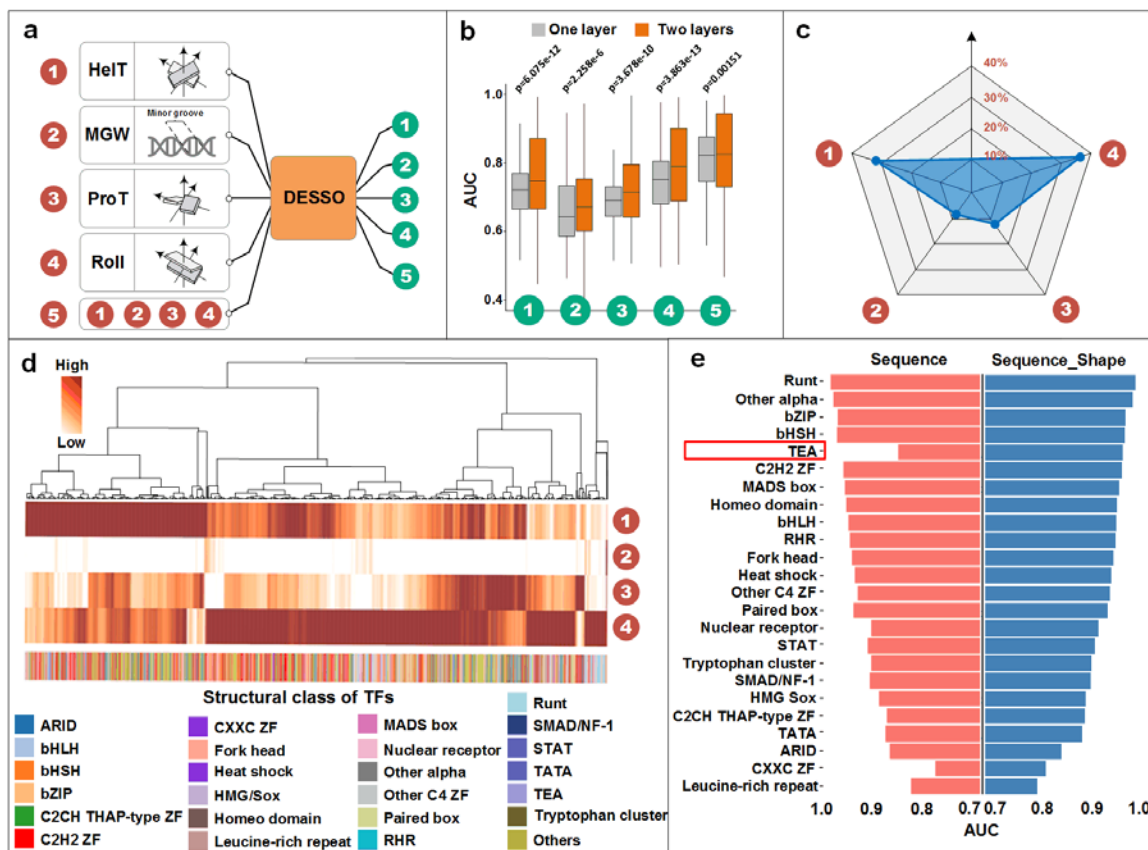 a
1
HelT
2
MGW
Minor groove
3
ProT
4
Roll
5
1 2 3 4
DESSO
1
2
3
4
5
b
One layer Two layers
p=6.075e-12
p=2.258e-6
p=3.678e-10
p=3.863e-13
p=0.00151
AUC
1.0
0.8
0.6
0.4
1 2 3 4 5
c
40%
30%
20%
10%
1
4
2
3
d
High
Low
1
2
3
4
Structural class of TFs
ARID
bHLH
bHSH
bZIP
C2CH THAP-type ZF
C2H2 ZF
CXXC ZF
Fork head
Heat shock
HMG/Sox
Homeo domain
Leucine-rich repeat
MADS box
Nuclear receptor
Other alpha
Other C4 ZF
Paired box
RHR
Runt
SMAD/NF-1
STAT
TATA
TEA
Tryptophan cluster
Others
e
Sequence Sequence_Shape
Runt
Other alpha
bZIP
bHSH
TEA
C2H2 ZF
MADS box
Homeo domain
bHLH
RHR
Fork head
Heat shock
Other C4 ZF
Paired box
Nuclear receptor
STAT
Tryptophan cluster
SMAD/NF-1
HMG Sox
C2CH THAP-type ZF
TATA
ARID
CXXC ZF
Leucine-rich repeat
1.0 0.9 0.8 0.7 0.7 0.8 0.9 1.0
AUC